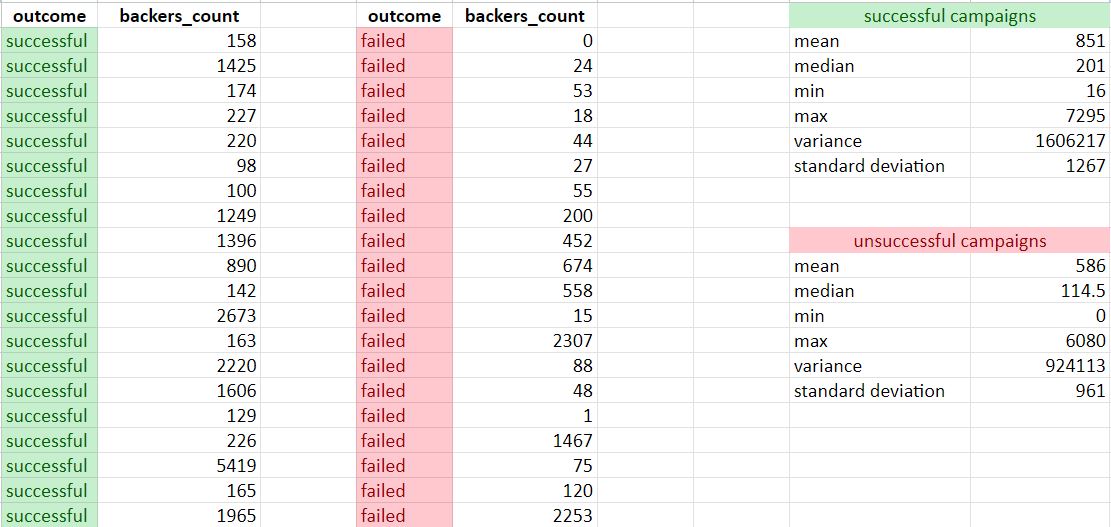 outcome backers_count outcome backers_count successful campaigns
successful 158 failed 0 mean 851
successful 1425 failed 24 median 201
successful 174 failed 53 min 16
successful 227 failed 18 max 7295
successful 220 failed 44 variance 1606217
successful 98 failed 27 standard deviation 1267
successful 100 failed 55
successful 1249 failed 200
successful 1396 failed 452 unsuccessful campaigns
successful 890 failed 674 mean 586
successful 142 failed 558 median 114.5
successful 2673 failed 15 min 0
successful 163 failed 2307 max 6080
successful 2220 failed 88 variance 924113
successful 1606 failed 48 standard deviation 961
successful 129 failed 1
successful 226 failed 1467
successful 5419 failed 75
successful 165 failed 120
successful 1965 failed 2253